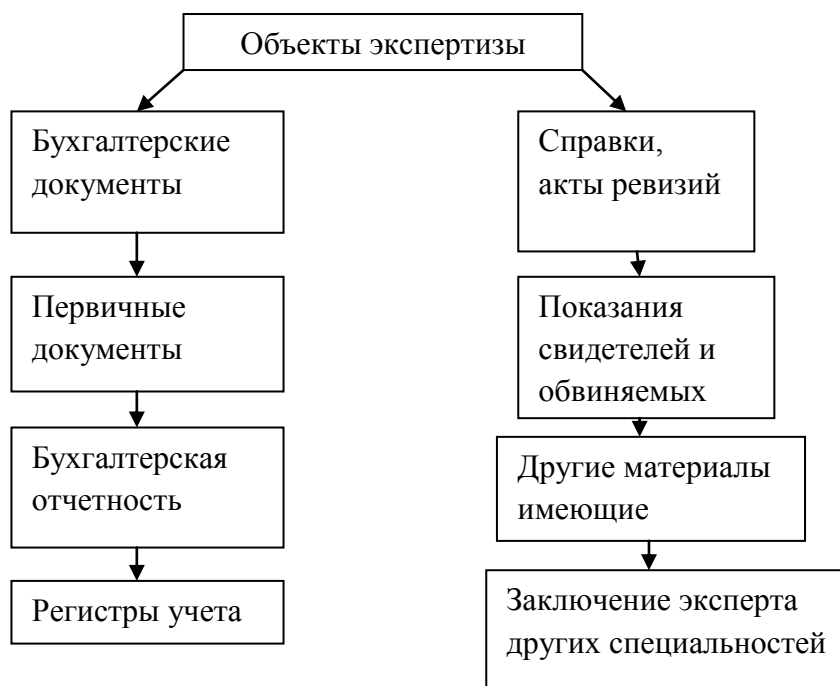 Объекты экспертизы
Бухгалтерские
документы
Первичные
документы
Бухгалтерская
отчетность
Регистры учета
Справки,
акты ревизий
Показания
свидетелей и
обвиняемых
Другие материалы
имеющие
Заключение эксперта
других специальностей